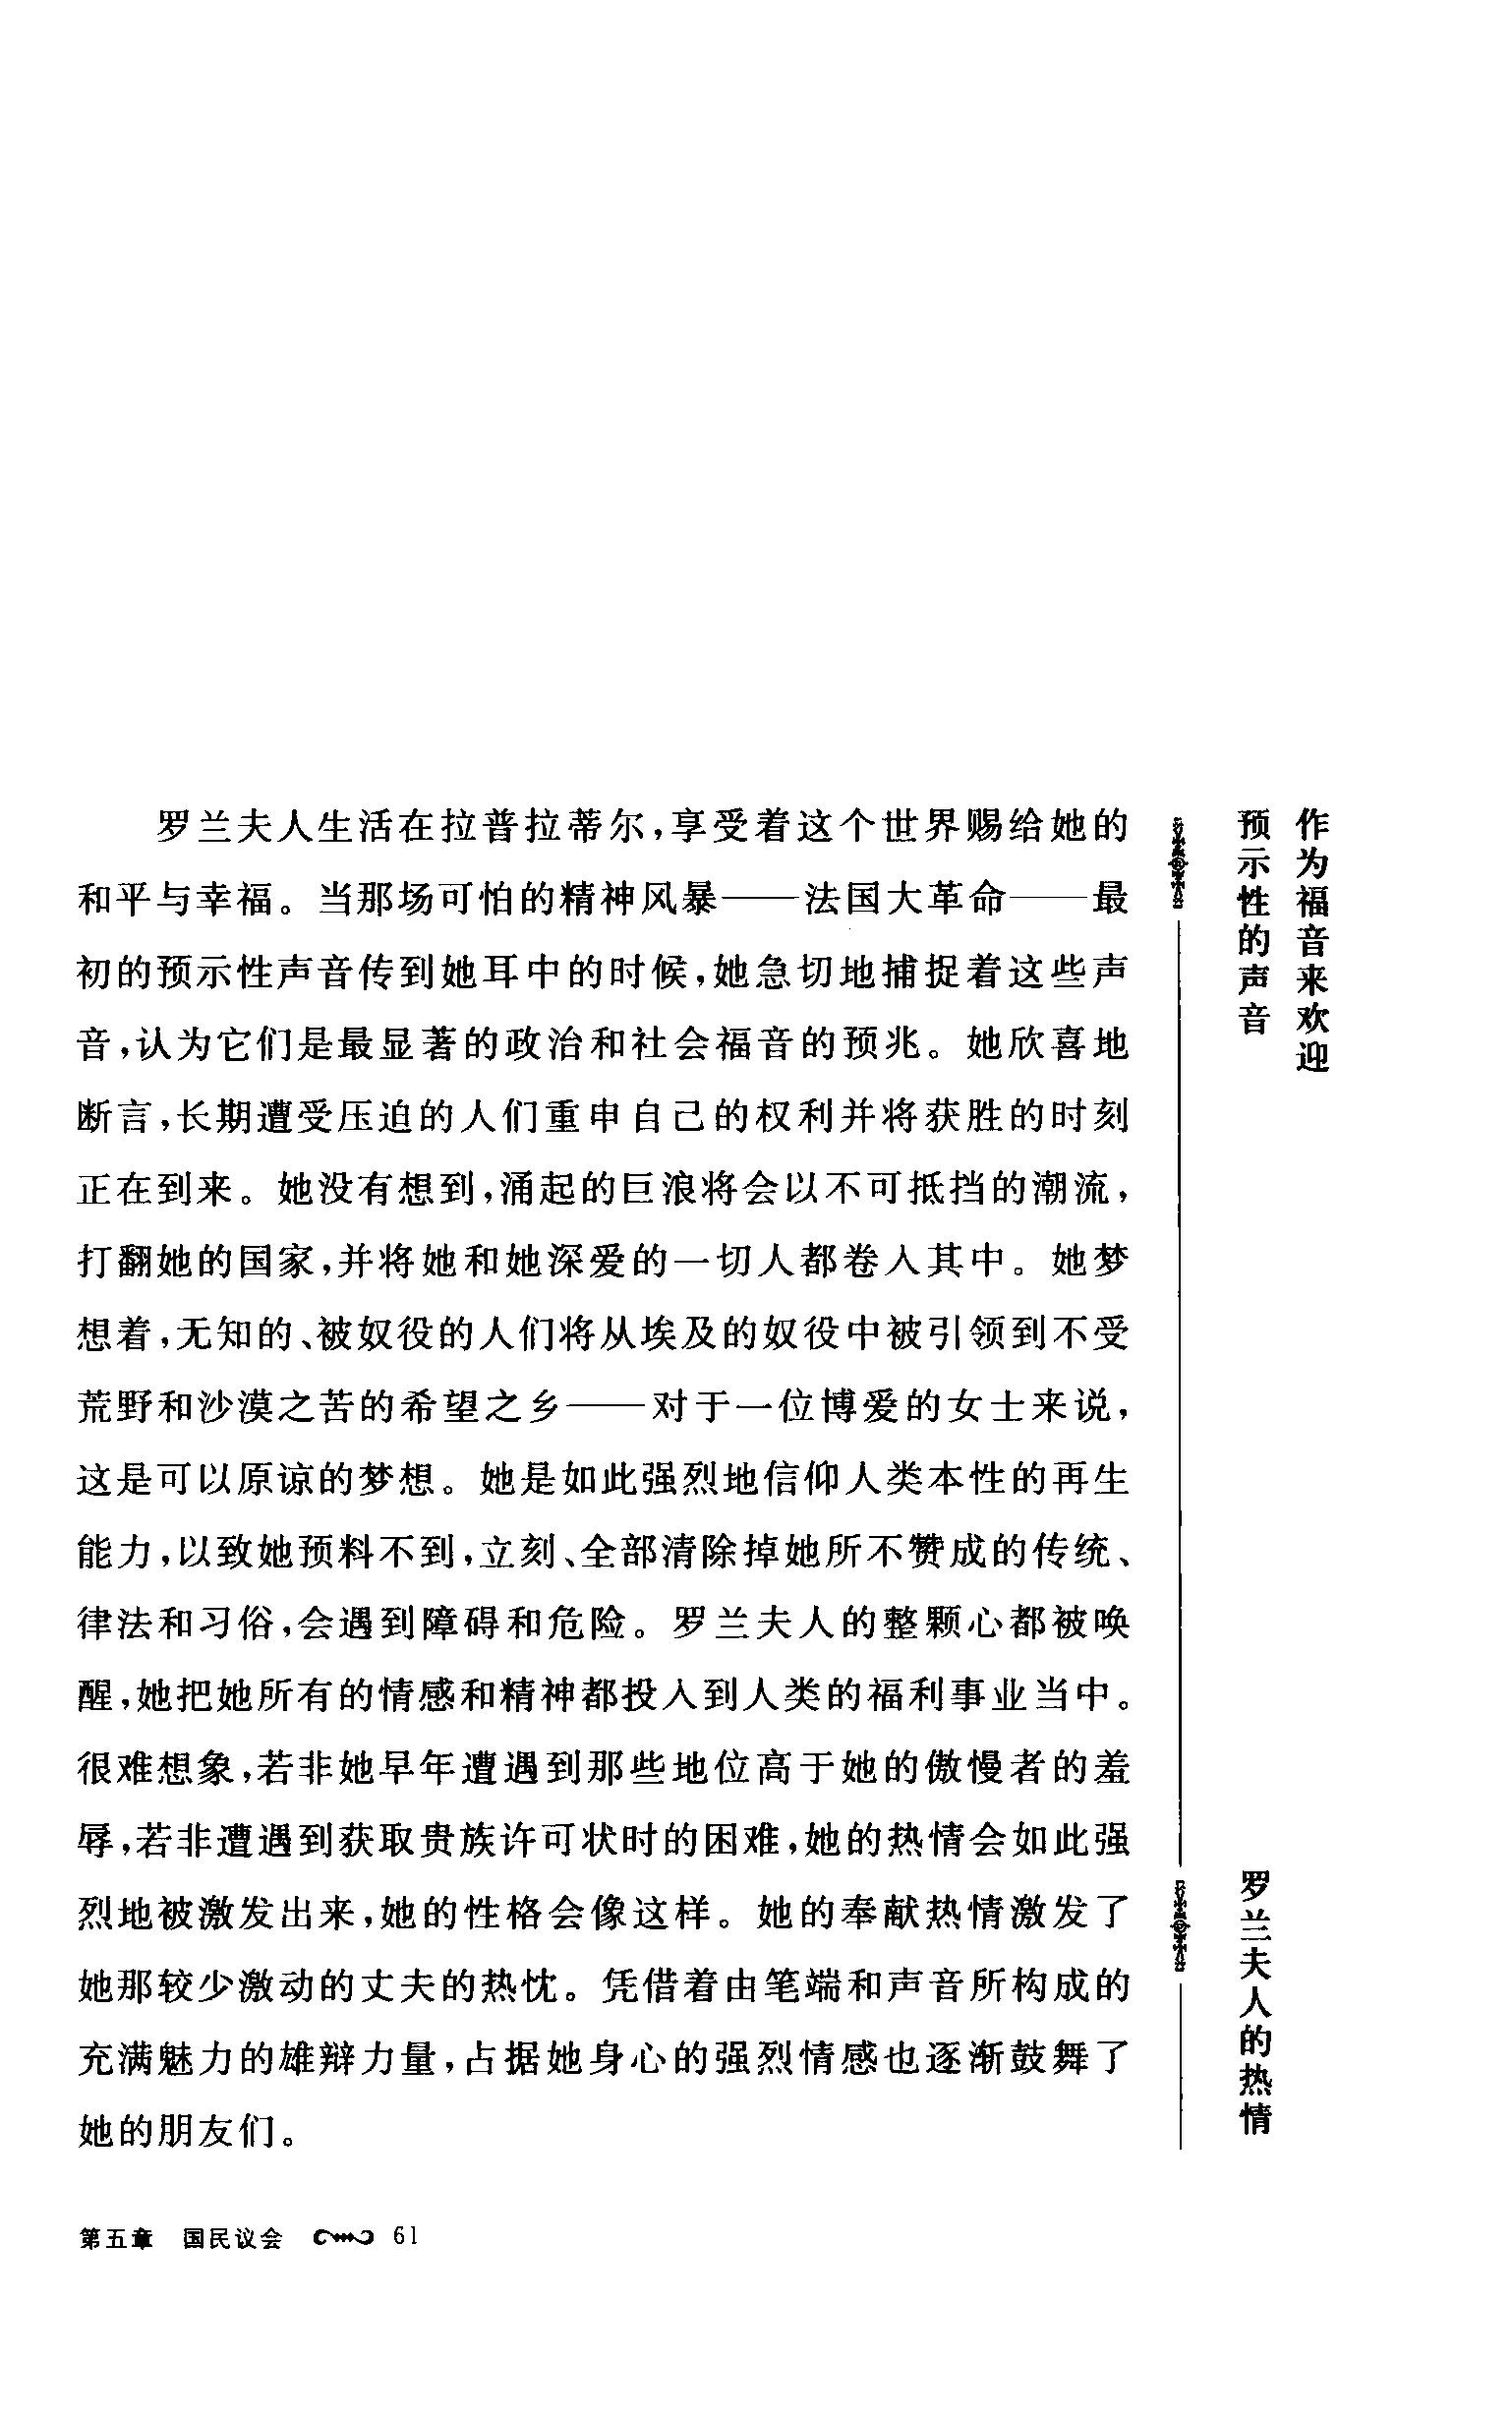 罗兰夫人生活在拉普拉蒂尔,享受着这个世界赐给她的
和平与幸福。当那场可怕的精神风暴——法国大革命——最
初的预示性声音传到她耳中的时候,她急切地捕捉着这些声
音,认为它们是最显著的政治和社会福音的预兆。她欣喜地
断言,长期遭受压迫的人们重申自己的权利并将获胜的时刻
正在到来。她没有想到,涌起的巨浪将会以不可抵挡的潮流,
打翻她的国家,并将她和她深爱的一切人都卷入其中。她梦
想着,无知的、被奴役的人们将从埃及的奴役中被引领到不受
荒野和沙漠之苦的希望之乡——对于一位博爱的女士来说,
这是可以原谅的梦想。她是如此强烈地信仰人类本性的再生
能力,以致她预料不到,立刻、全部清除掉她所不赞成的传统、
律法和习俗,会遇到障碍和危险。罗兰夫人的整颗心都被唤
醒,她把她所有的情感和精神都投入到人类的福利事业当中。
很难想象,若非她早年遭遇到那些地位高于她的傲慢者的羞
辱,若非遭遇到获取贵族许可状时的困难,她的热情会如此强
烈地被激发出来,她的性格会像这样。她的奉献热情激发了
她那较少激动的丈夫的热忱。凭借着由笔端和声音所构成的
充满魅力的雄辩力量,占据她身心的强烈情感也逐渐鼓舞了
她的朋友们。
作为福音来欢迎
预示性的声音
罗兰夫人的热情
第五章 国民议会 61